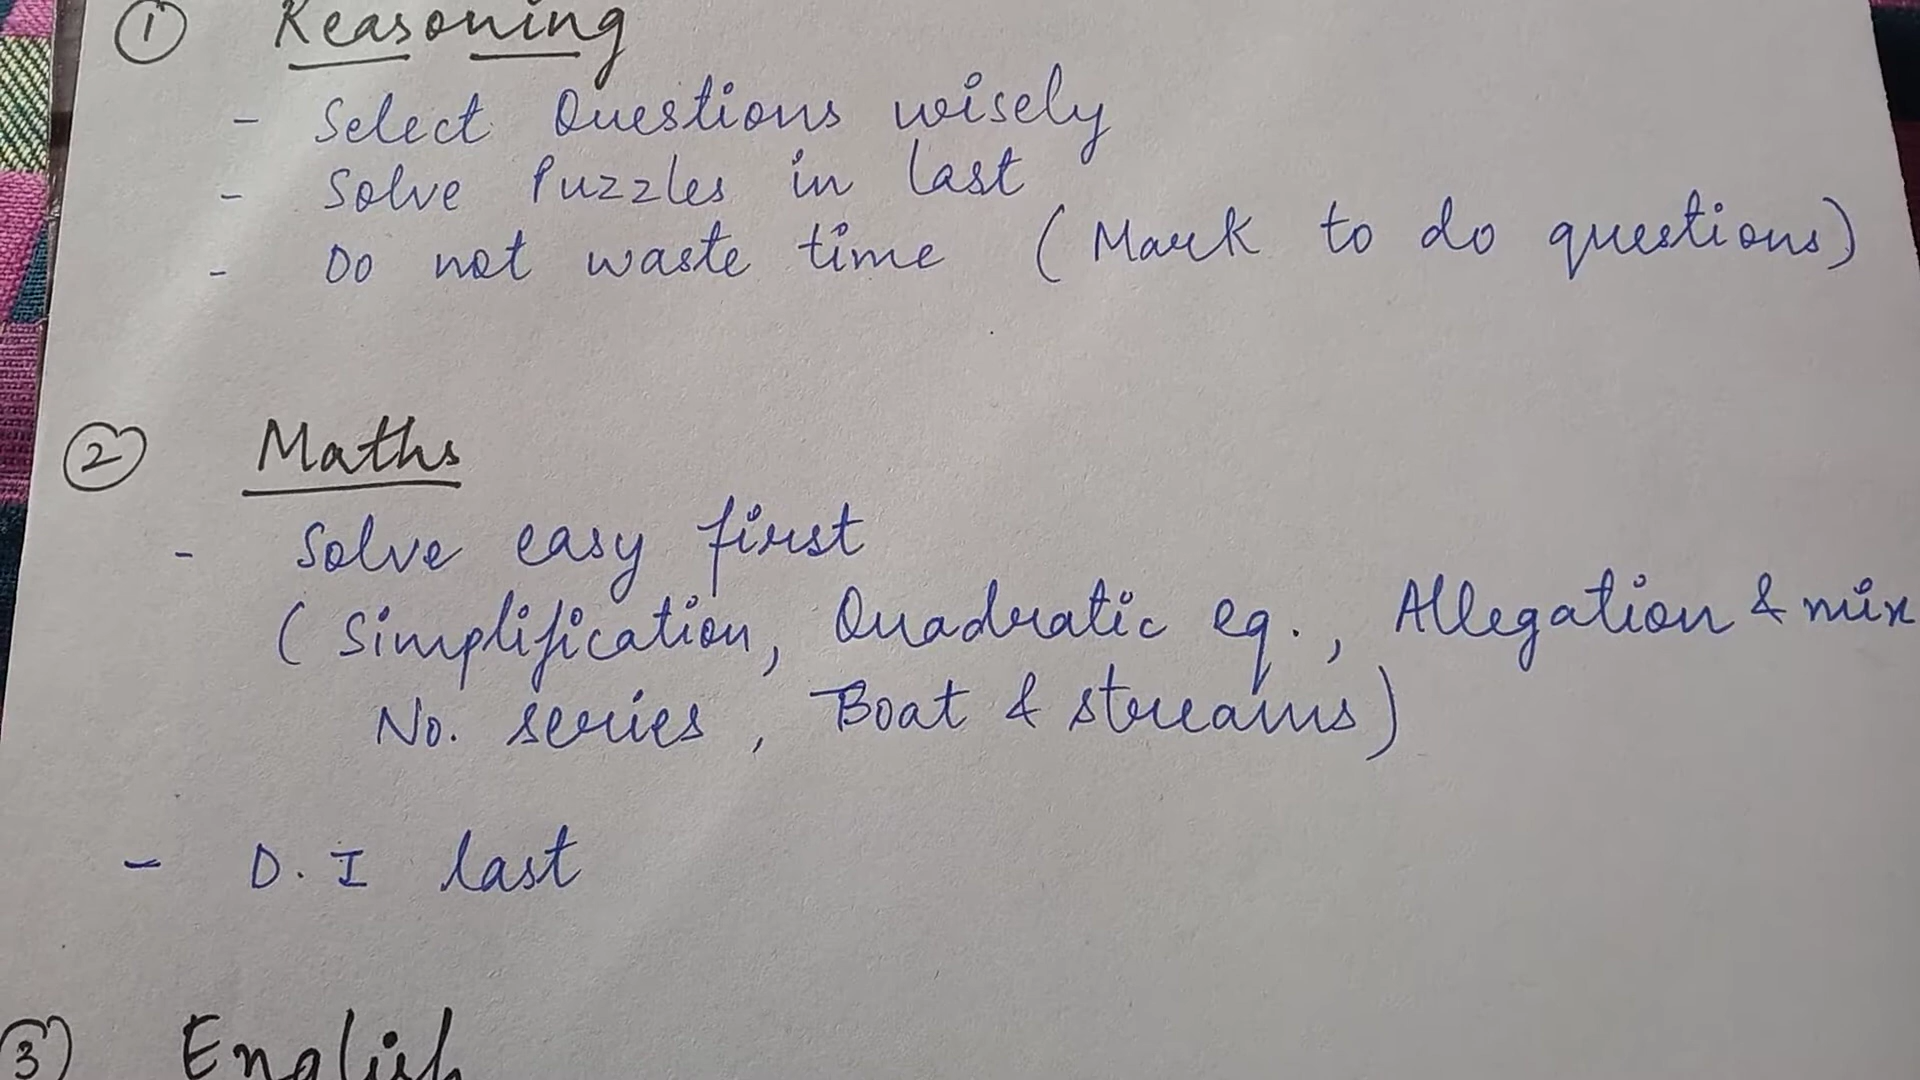 ① Reasoning
- Select Questions wisely
- Solve Puzzles in last
- Do not waste time (Mark to do questions)
② Maths
- Solve easy first
(Simplification, Quadratic eq., Allegation & mix
No. series, Boat & streams)
- D.I last
③ English